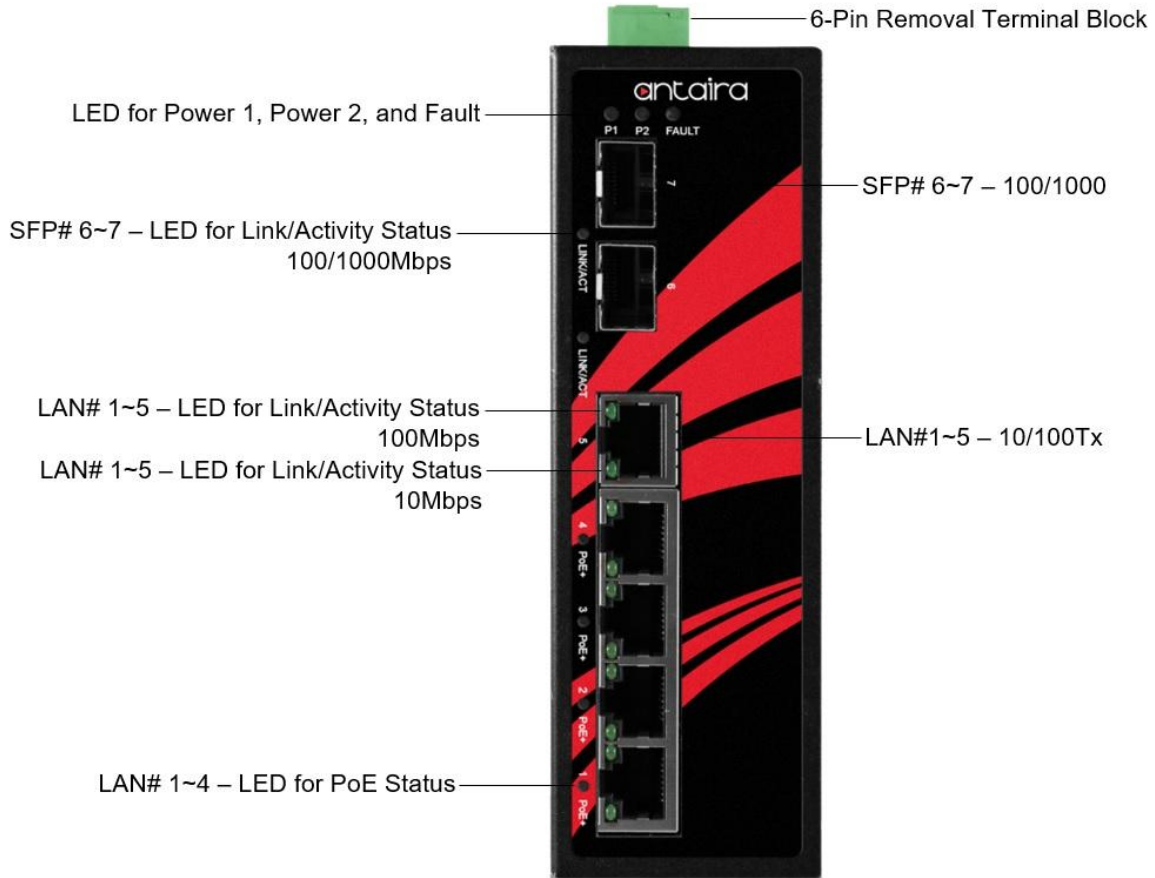 6-Pin Removal Terminal Block
antaira
LED for Power 1, Power 2, and Fault
P1 P2 FAULT
7
SFP# 6~7 – 100/1000
SFP# 6~7 – LED for Link/Activity Status
100/1000Mbps
LINK/ACT
6
LINK/ACT
LAN# 1~5 – LED for Link/Activity Status
100Mbps
5
LAN#1~5 – 10/100Tx
LAN# 1~5 – LED for Link/Activity Status
10Mbps
4 PoE+
3 PoE+
2 PoE+
LAN# 1~4 – LED for PoE Status
1 PoE+